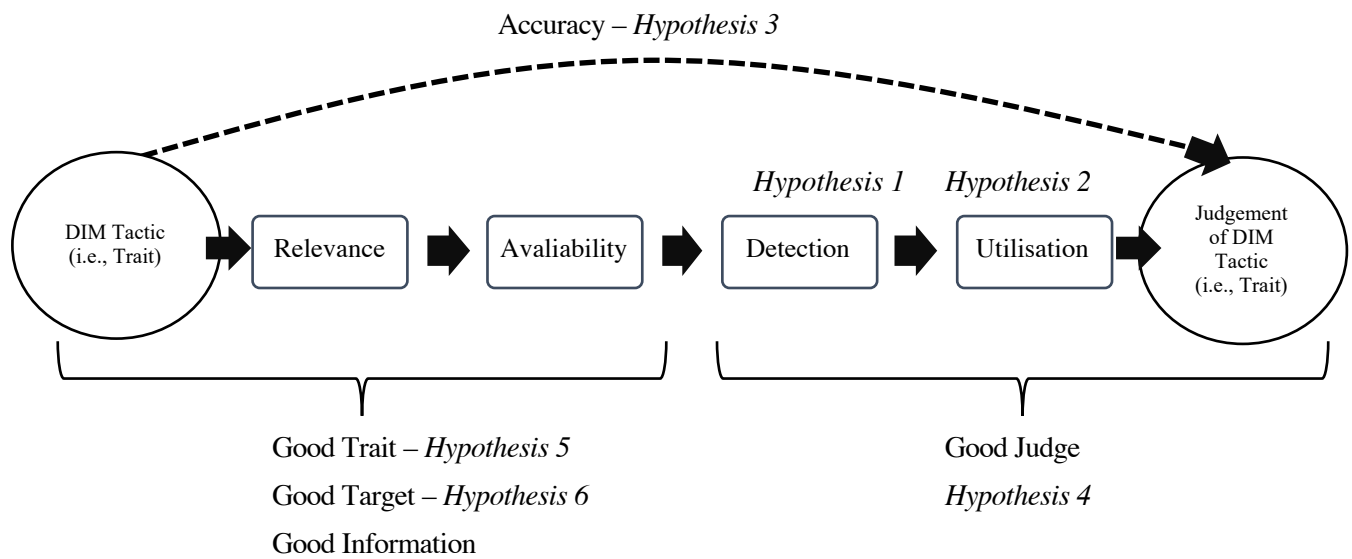 Accuracy – Hypothesis 3
Hypothesis 1
Hypothesis 2
DIM Tactic
(i.e., Trait)
Relevance
Avaliability
Detection
Utilisation
Judgement
of DIM
Tactic
(i.e., Trait)
Good Trait – Hypothesis 5
Good Target – Hypothesis 6
Good Information
Good Judge
Hypothesis 4